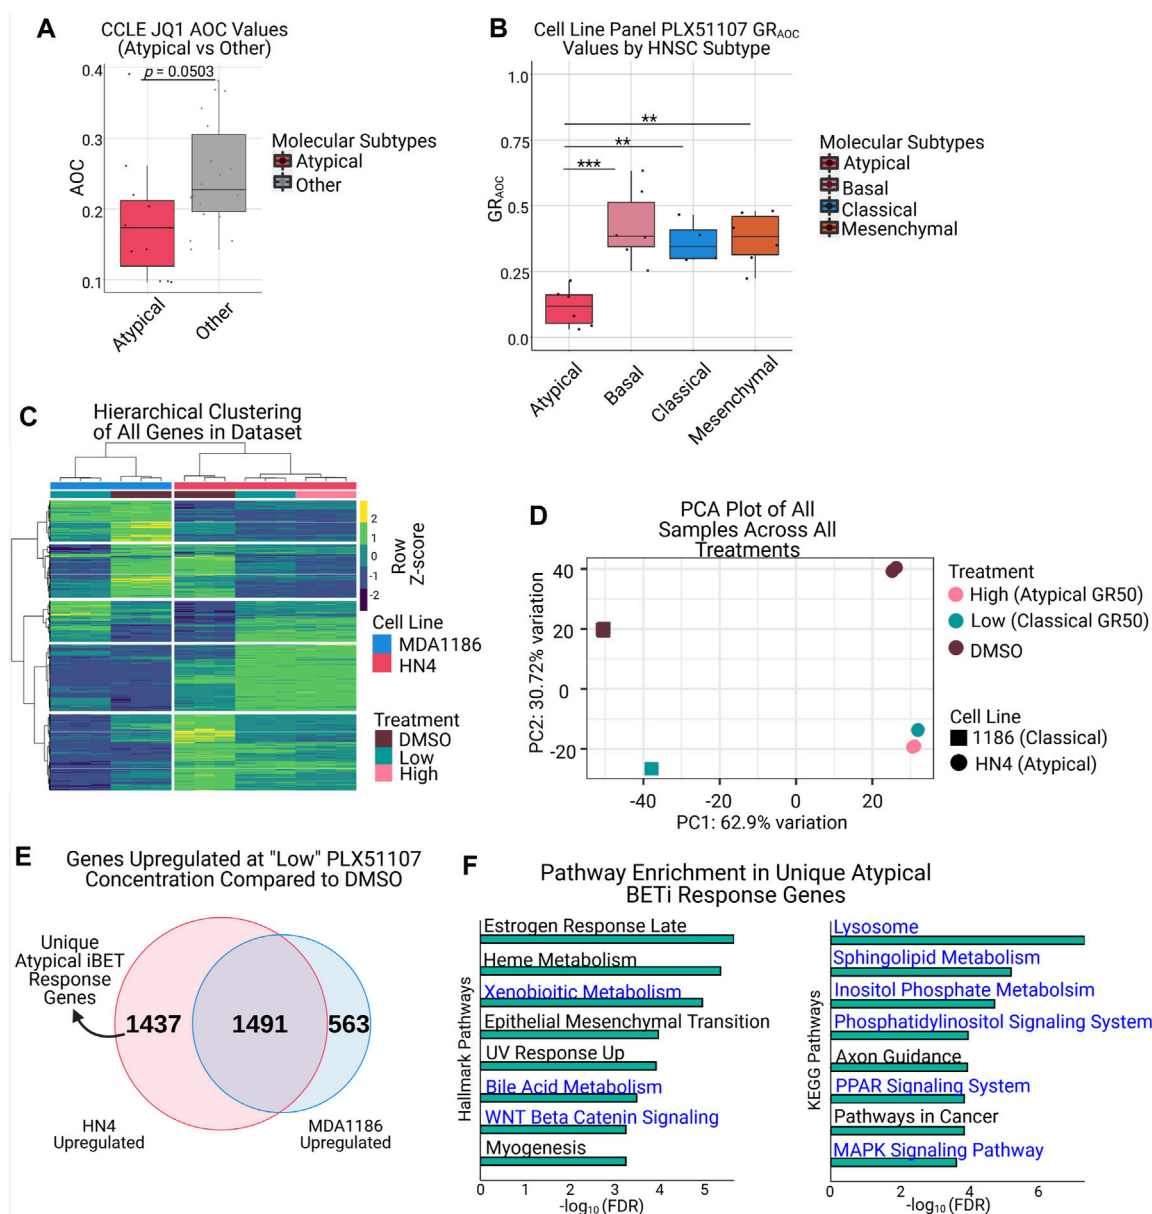 A
CCLE JQ1 AOC Values
(Atypical vs Other)
p = 0.0503
0.4
0.3
0.2
0.1
AOC
Atypical
Other
Molecular Subtypes
Atypical
Other
B
Cell Line Panel PLX51107 GRAOC
Values by HNSC Subtype
1.0
0.75
0.5
0.25
0.0
GRAOC
***
**
**
Atypical
Basal
Classical
Mesenchymal
Molecular Subtypes
Atypical
Basal
Classical
Mesenchymal
C
Hierarchical Clustering
of All Genes in Dataset
2
1
0
-1
-2
Row
Z-score
Cell Line
MDA1186
HN4
Treatment
DMSO
Low
High
D
PCA Plot of All
Samples Across All
Treatments
40
20
0
-20
PC2: 30.72% variation
-40
-20
0
20
PC1: 62.9% variation
Treatment
High (Atypical GR50)
Low (Classical GR50)
DMSO
Cell Line
1186 (Classical)
HN4 (Atypical)
E
Genes Upregulated at "Low" PLX51107
Concentration Compared to DMSO
Unique
Atypical iBET
Response
Genes
1437
1491
563
HN4
Upregulated
MDA1186
Upregulated
F
Pathway Enrichment in Unique Atypical
BETi Response Genes
Hallmark Pathways
Estrogen Response Late
Heme Metabolism
Xenobioitic Metabolism
Epithelial Mesenchymal Transition
UV Response Up
Bile Acid Metabolism
WNT Beta Catenin Signaling
Myogenesis
0 1 2 3 4 5
-log10 (FDR)
KEGG Pathways
Lysosome
Sphingolipid Metabolism
Inositol Phosphate Metabolsim
Phosphatidylinositol Signaling System
Axon Guidance
PPAR Signaling System
Pathways in Cancer
MAPK Signaling Pathway
0 2 4 6
-log10 (FDR)